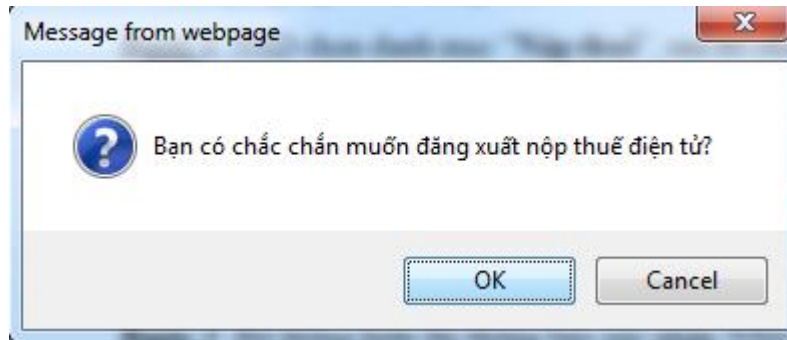 Message from webpage
Bạn có chắc chắn muốn đăng xuất nộp thuế điện tử?
OK
Cancel